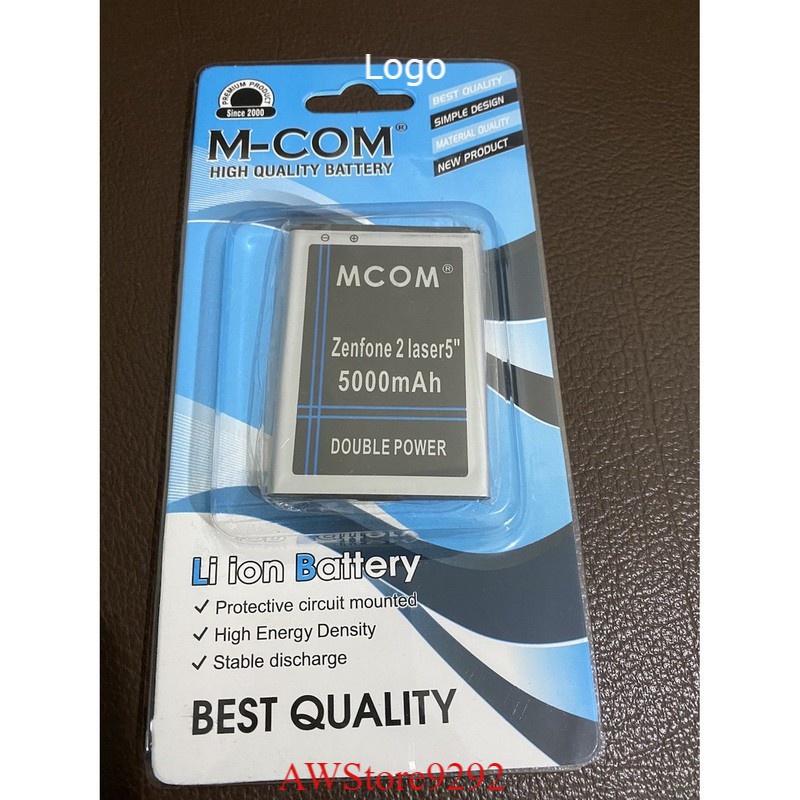 Logo
PREMIUM PRODUCT
Since 2000
M-COM®
HIGH QUALITY BATTERY
BEST QUALITY
SIMPLE DESIGN
MATERIAL QUALITY
NEW PRODUCT
MCOM®
Zenfone 2 laser5"
5000mAh
DOUBLE POWER
Li ion Battery
✓ Protective circuit mounted
✓ High Energy Density
✓ Stable discharge
BEST QUALITY
AWStore9292